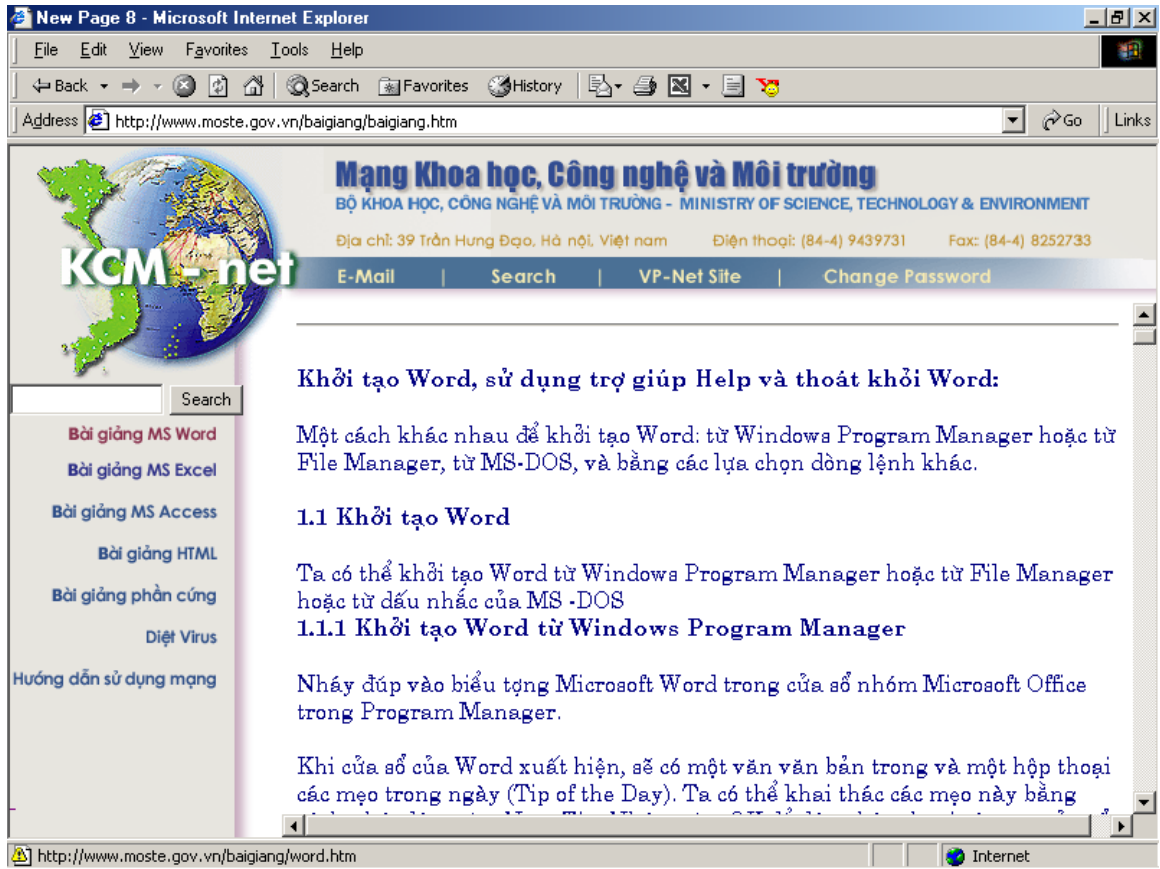 New Page 8 - Microsoft Internet Explorer
File Edit View Favorites Tools Help
Back Search Favorites History
Address http://www.moste.gov.vn/baigiang/baigiang.htm Go Links
Mạng Khoa học, Công nghệ và Môi trường
BỘ KHOA HỌC, CÔNG NGHỆ VÀ MÔI TRƯỜNG - MINISTRY OF SCIENCE, TECHNOLOGY & ENVIRONMENT
Địa chỉ: 39 Trần Hưng Đạo, Hà nội, Việt nam Điện thoại: (84-4) 9439731 Fax: (84-4) 8252733
KCM - net
E-Mail | Search | VP-Net Site | Change Password
Search
Bài giảng MS Word
Bài giảng MS Excel
Bài giảng MS Access
Bài giảng HTML
Bài giảng phần cứng
Diệt Virus
Hướng dẫn sử dụng mạng
Khởi tạo Word, sử dụng trợ giúp Help và thoát khỏi Word:
Một cách khác nhau để khởi tạo Word: từ Windows Program Manager hoặc từ
File Manager, từ MS-DOS, và bằng các lựa chọn dòng lệnh khác.
1.1 Khởi tạo Word
Ta có thể khởi tạo Word từ Windows Program Manager hoặc từ File Manager
hoặc từ dấu nhắc của MS -DOS
1.1.1 Khởi tạo Word từ Windows Program Manager
Nháy đúp vào biểu tợng Microsoft Word trong cửa sổ nhóm Microsoft Office
trong Program Manager.
Khi cửa sổ của Word xuất hiện, sẽ có một văn văn bản trong và một hộp thoại
các mẹo trong ngày (Tip of the Day). Ta có thể khai thác các mẹo này bằng
http://www.moste.gov.vn/baigiang/word.htm Internet